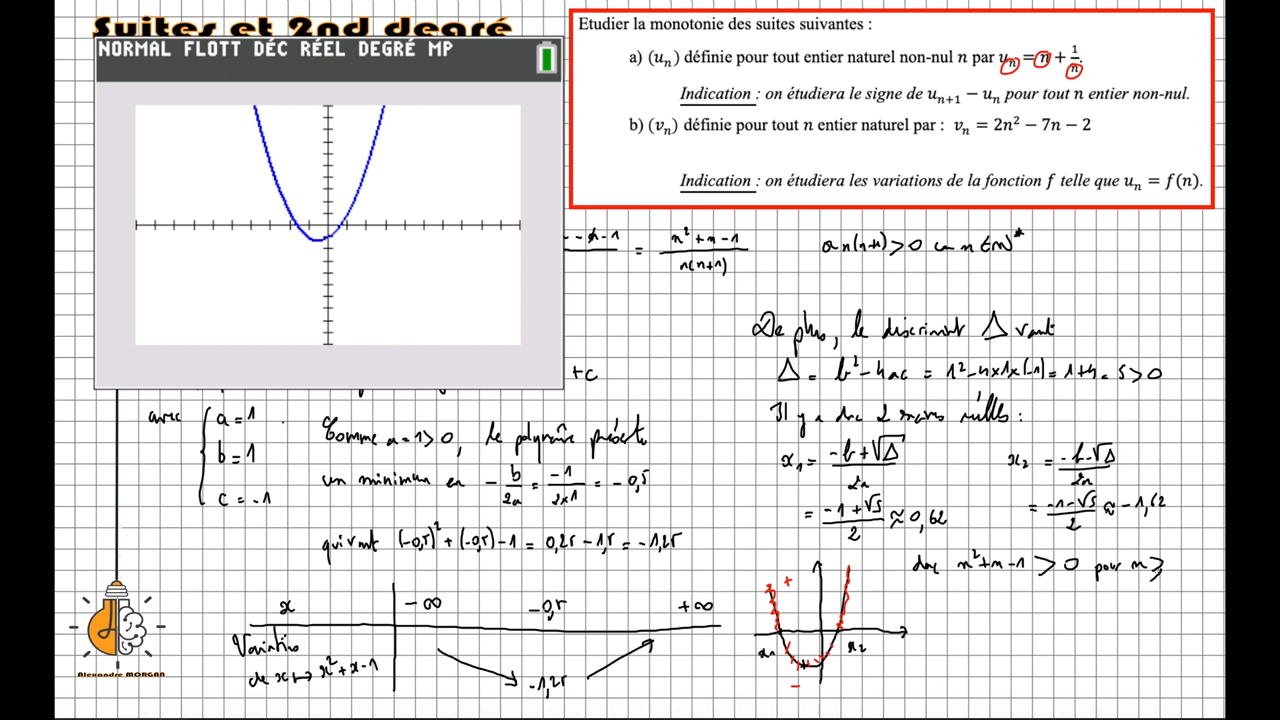 Suites et 2nd degré
NORMAL FLOTT DÉC RÉEL DEGRÉ MP
Etudier la monotonie des suites suivantes :
a) (uₙ) définie pour tout entier naturel non-nul n par uₙ = n + 1/n.
Indication : on étudiera le signe de uₙ₊₁ − uₙ pour tout n entier non-nul.
b) (vₙ) définie pour tout n entier naturel par : vₙ = 2n² − 7n − 2
Indication : on étudiera les variations de la fonction f telle que uₙ = f(n).
= (n² + n − 1)/(n(n+1))
n(n+1) > 0 car n ∈ ℕ*
+c
avec { a = 1
b = 1
c = −1
Comme a = 1 > 0, le polynôme présente
un minimum en −b/2a = −1/(2×1) = −0,5
qui vaut (−0,5)² + (−0,5) − 1 = 0,25 − 1,5 = −1,25
x −∞ −0,5 +∞
Variations
de x ↦ x² + x − 1
−1,25
De plus, le discriminant Δ vaut
Δ = b² − 4ac = 1² − 4×1×(−1) = 1+4 = 5 > 0
Il y a donc 2 racines réelles :
x₁ = (−b + √Δ)/2a x₂ = (−b − √Δ)/2a
= (−1 + √5)/2 ≈ 0,62 = (−1 − √5)/2 ≈ −1,62
donc n² + n − 1 > 0 pour n ⩾
+
x₁ x₂
−
Alexandre MORGAN